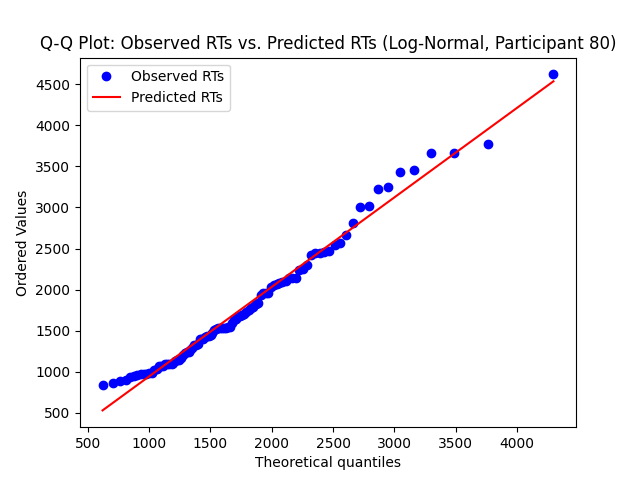 Q-Q Plot: Observed RTs vs. Predicted RTs (Log-Normal, Participant 80)
Observed RTs
Predicted RTs
Ordered Values
4500
4000
3500
3000
2500
2000
1500
1000
500
500 1000 1500 2000 2500 3000 3500 4000
Theoretical quantiles